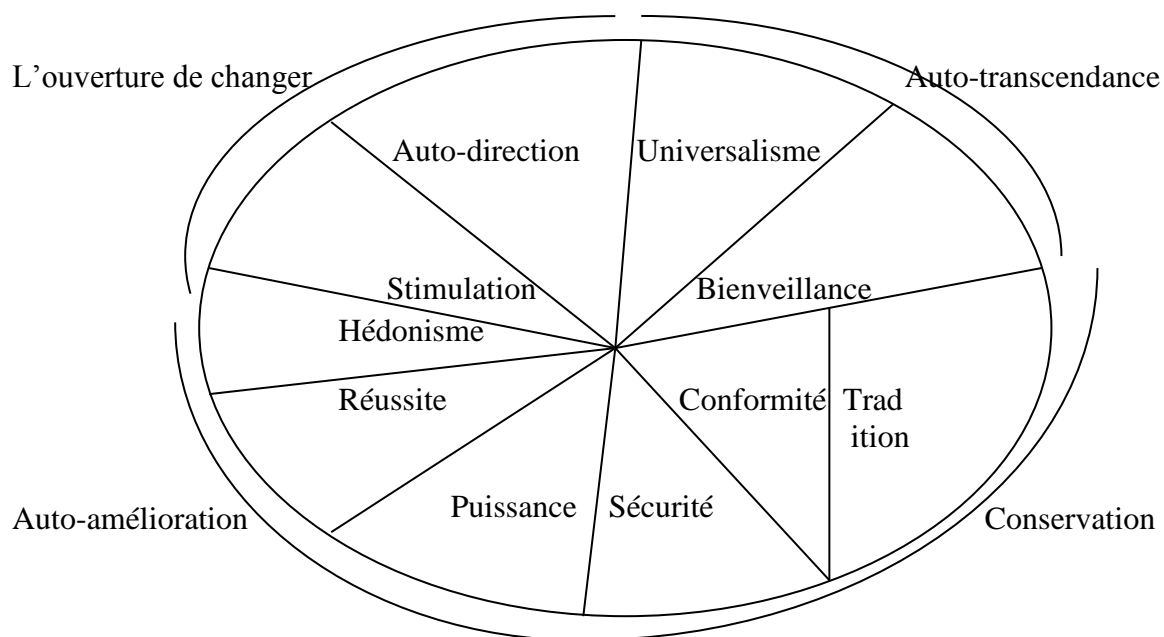 L’ouverture de changer
Auto-transcendance
Auto-direction
Universalisme
Stimulation
Bienveillance
Hédonisme
Réussite
Conformité
Trad
ition
Puissance
Sécurité
Auto-amélioration
Conservation